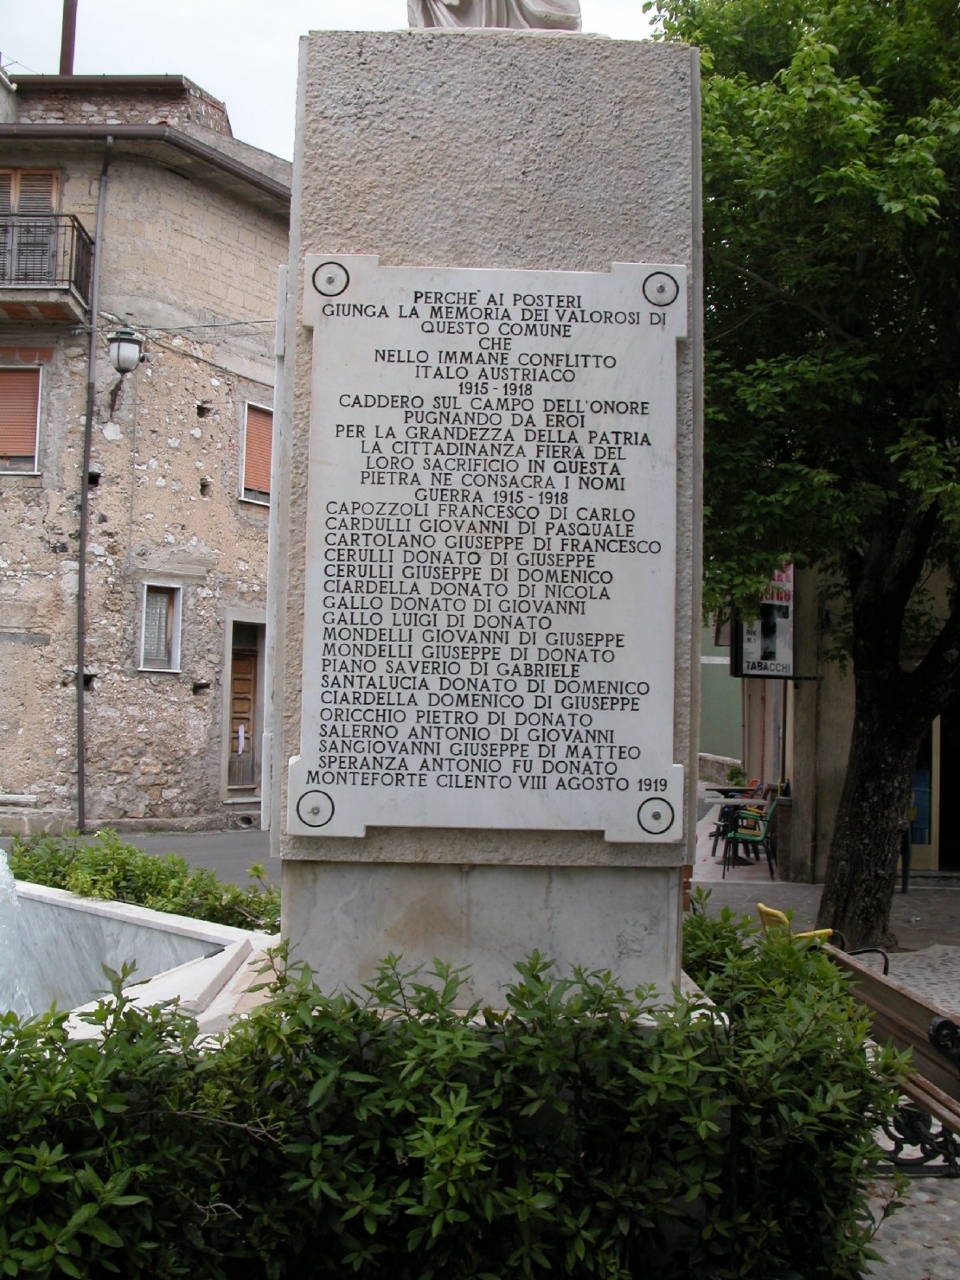 PERCHÈ AI POSTERI
GIUNGA LA MEMORIA DEI VALOROSI DI
QUESTO COMUNE
CHE
NELLO IMMANE CONFLITTO
ITALO AUSTRIACO
1915-1918
CADDERO SUL CAMPO DELL'ONORE
PUGNANDO DA EROI
PER LA GRANDEZZA DELLA PATRIA
LA CITTADINANZA FIERA DEL
LORO SACRIFICIO IN QUESTA
PIETRA NE CONSACRA I NOMI
GUERRA 1915-1918
CAPOZZOLI FRANCESCO DI CARLO
CARDULLI GIOVANNI DI PASQUALE
CARTOLANO GIUSEPPE DI FRANCESCO
CERULLI DONATO DI GIUSEPPE
CERULLI GIUSEPPE DI DOMENICO
CIARDELLA DONATO DI NICOLA
GALLO DONATO DI GIOVANNI
GALLO LUIGI DI DONATO
MONDELLI GIOVANNI DI GIUSEPPE
MONDELLI GIUSEPPE DI DONATO
PIANO SAVERIO DI GABRIELE
SANTALUCIA DONATO DI DOMENICO
CIARDELLA DOMENICO DI GIUSEPPE
ORICCHIO PIETRO DI DONATO
SALERNO ANTONIO DI GIOVANNI
SANGIOVANNI GIUSEPPE DI MATTEO
SPERANZA ANTONIO FU DONATO
MONTEFORTE CILENTO VIII AGOSTO 1919
TABACCHI